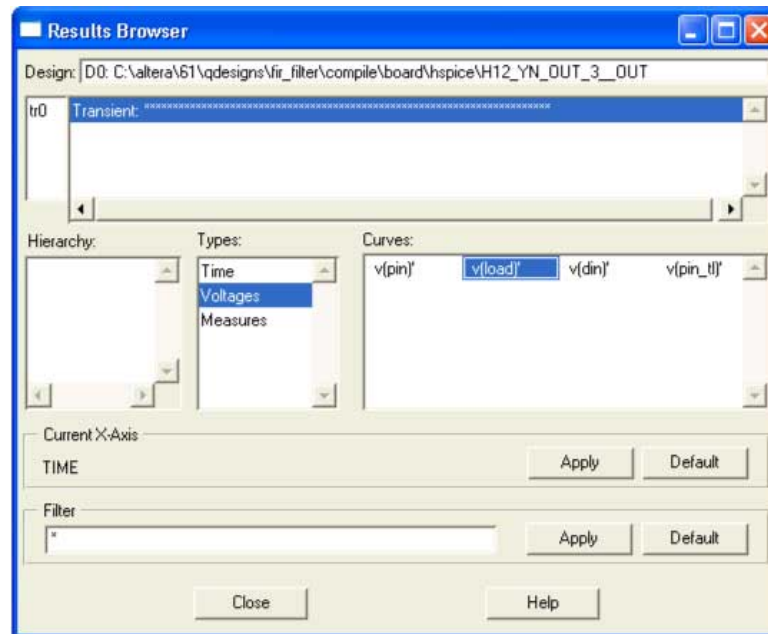 Results Browser
Design: D0: C:\altera\61\qdesigns\fir_filter\compile\board\hspice\H12_YN_OUT_3__OUT
tr0 Transient: **********************************************************************
Hierarchy: Types: Curves:
Time v(pin)' v(load)' v(din)' v(pin_tl)'
Voltages
Measures
Current X-Axis
TIME Apply Default
Filter
* Apply Default
Close Help